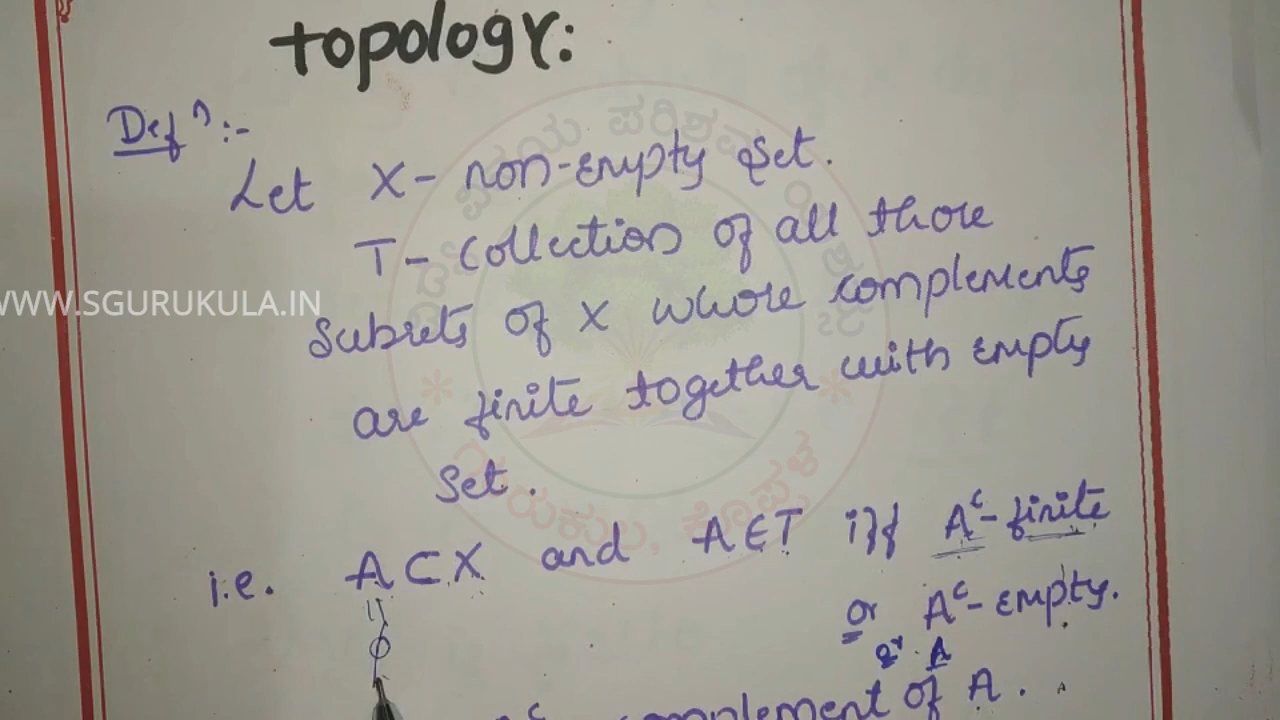 topology:
Defⁿ:-
Let X- non-empty set.
T- collection of all those
WWW.SGURUKULA.IN
subsets of X whose complements
are finite together with empty
set.
i.e. A⊂X and A∈T iff Aᶜ-finite
or Aᶜ-empty.
φ
or A
complement of A.